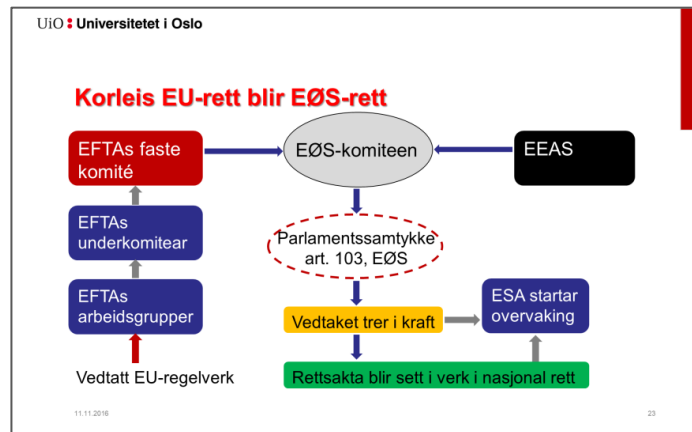 UiO : Universitetet i Oslo
Korleis EU-rett blir EØS-rett
EFTAs faste
komité
EØS-komiteen
EEAS
EFTAs
underkomitear
Parlamentssamtykke
art. 103, EØS
EFTAs
arbeidsgrupper
Vedtaket trer i kraft
ESA startar
overvaking
Vedtatt EU-regelverk
Rettsakta blir sett i verk i nasjonal rett
11.11.2016
23